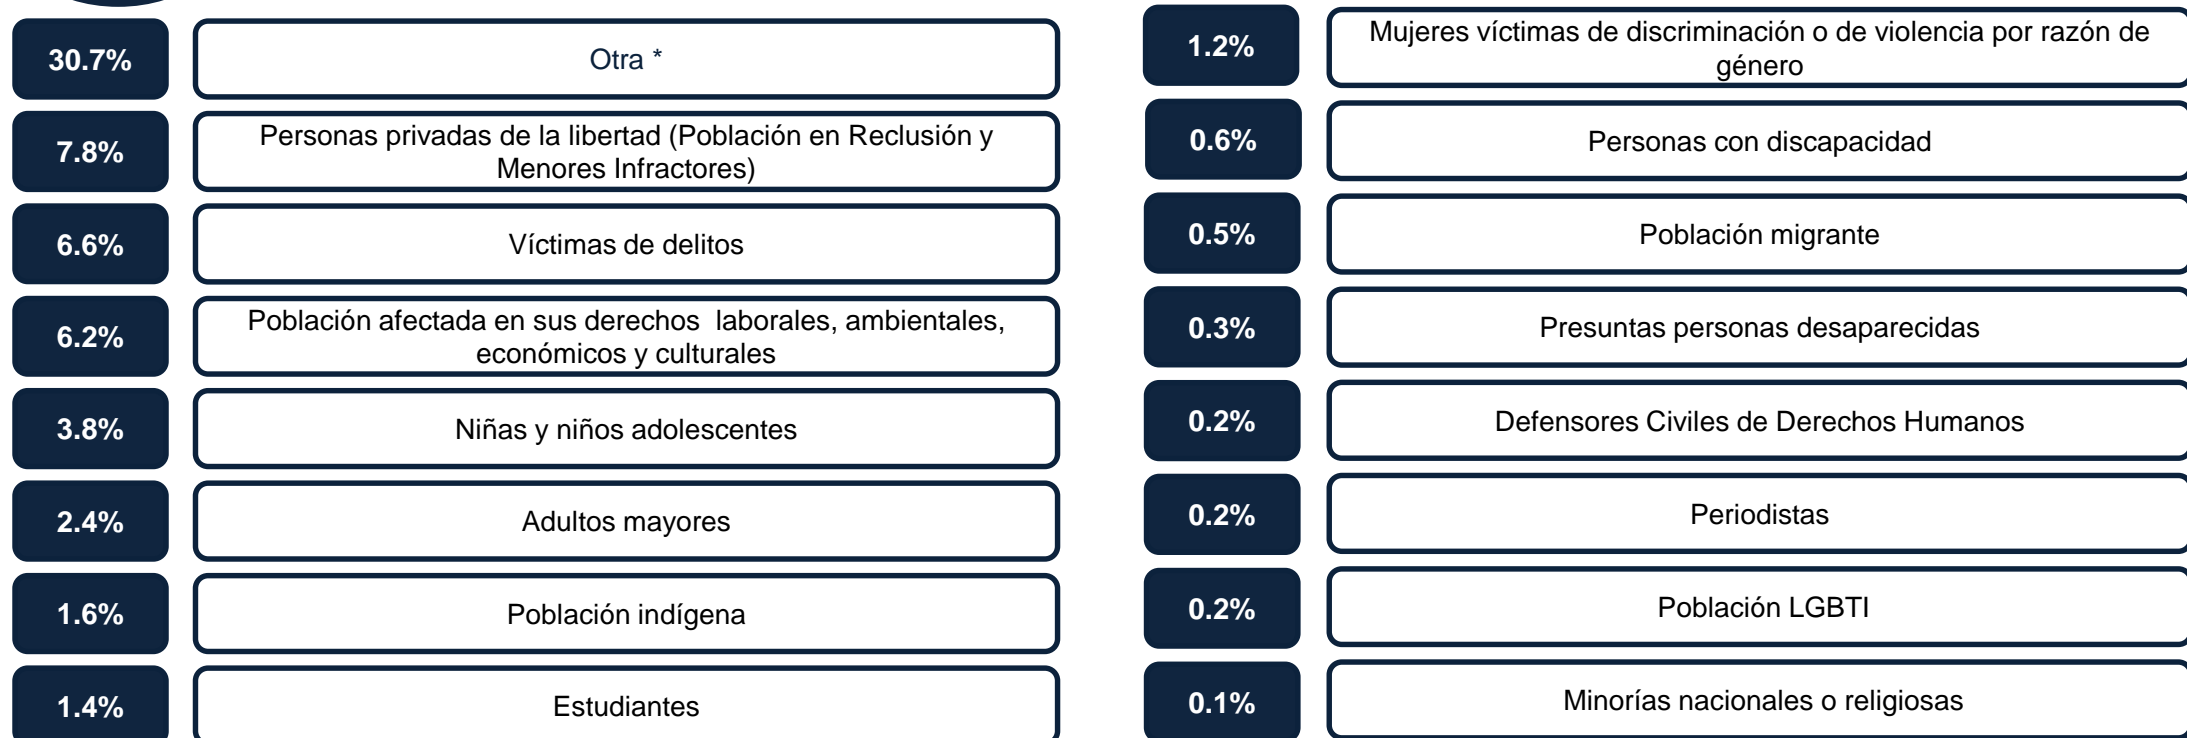 30.7%
Otra *
7.8%
Personas privadas de la libertad (Población en Reclusión y
Menores Infractores)
6.6%
Víctimas de delitos
6.2%
Población afectada en sus derechos  laborales, ambientales,
económicos y culturales
3.8%
Niñas y niños adolescentes
2.4%
Adultos mayores
1.6%
Población indígena
1.4%
Estudiantes
1.2%
Mujeres víctimas de discriminación o de violencia por razón de
género
0.6%
Personas con discapacidad
0.5%
Población migrante
0.3%
Presuntas personas desaparecidas
0.2%
Defensores Civiles de Derechos Humanos
0.2%
Periodistas
0.2%
Población LGBTI
0.1%
Minorías nacionales o religiosas